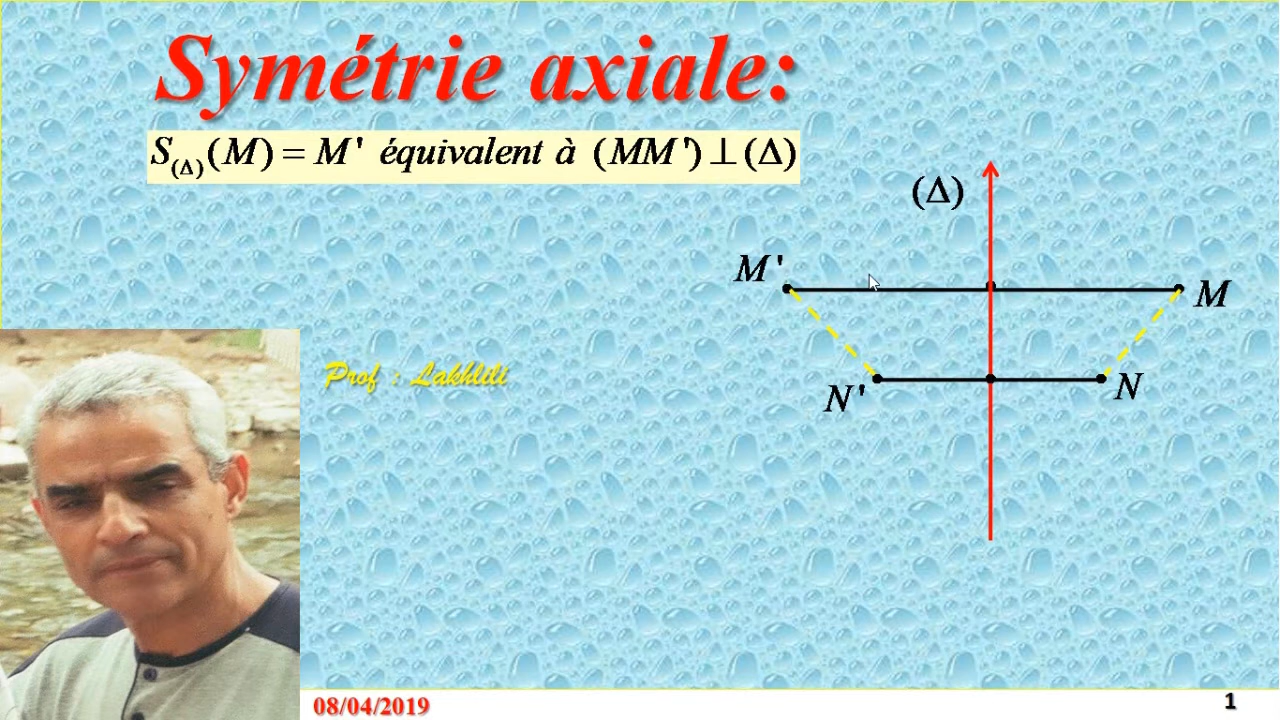 Symétrie axiale:
S(Δ)(M) = M' équivalent à (MM') ⊥ (Δ)
(Δ)
M'
M
Prof : Lakhlili
N'
N
08/04/2019
1